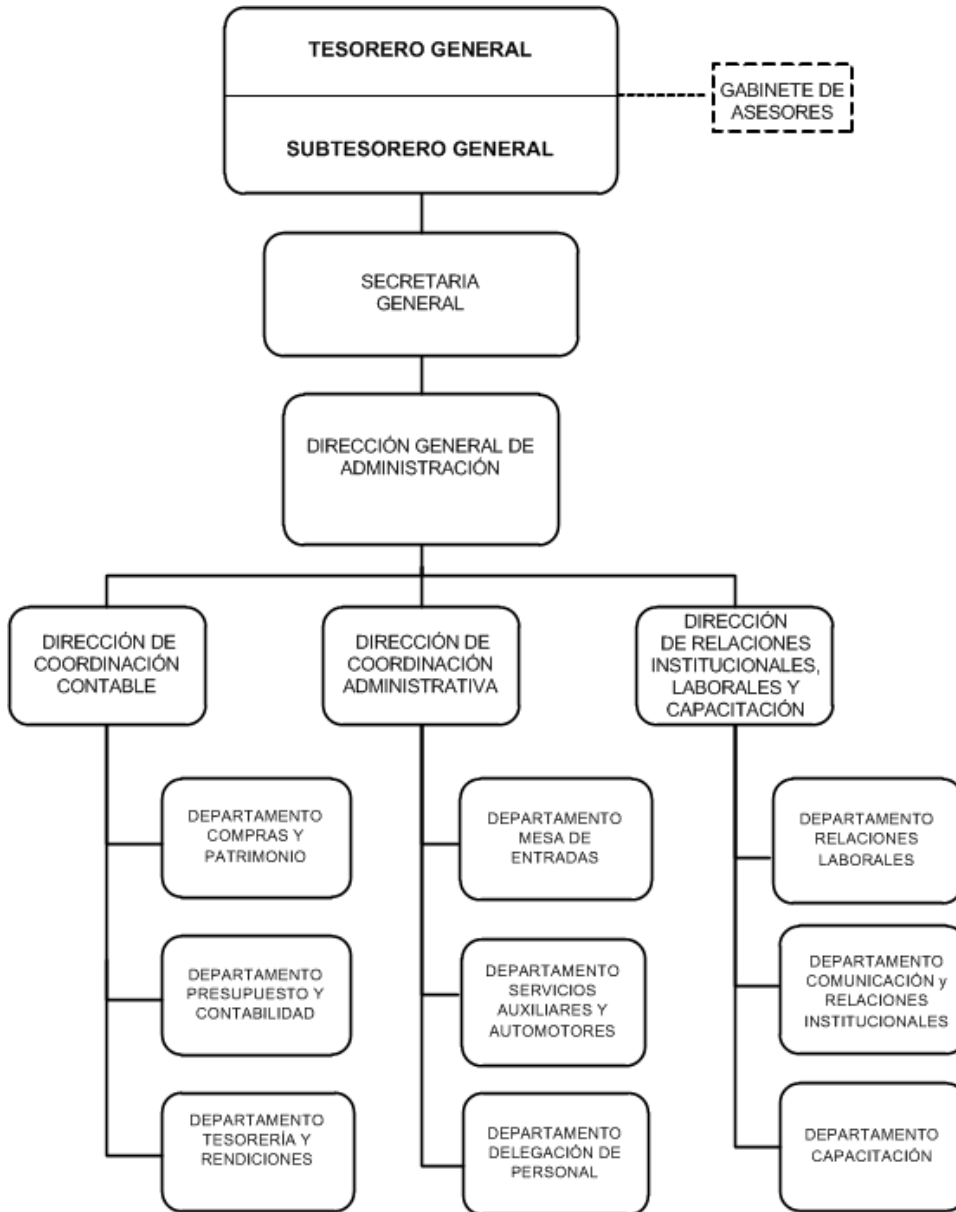 TESORERO GENERAL
SUBTESORERO GENERAL
GABINETE DE
ASESORES
SECRETARIA
GENERAL
DIRECCIÓN GENERAL DE
ADMINISTRACIÓN
DIRECCIÓN DE
COORDINACIÓN
CONTABLE
DIRECCIÓN DE
COORDINACIÓN
ADMINISTRATIVA
DIRECCIÓN
DE RELACIONES
INSTITUCIONALES,
LABORALES Y
CAPACITACIÓN
DEPARTAMENTO
COMPRAS Y
PATRIMONIO
DEPARTAMENTO
MESA DE
ENTRADAS
DEPARTAMENTO
RELACIONES
LABORALES
DEPARTAMENTO
PRESUPUESTO Y
CONTABILIDAD
DEPARTAMENTO
SERVICIOS
AUXILIARES Y
AUTOMOTORES
DEPARTAMENTO
COMUNICACIÓN y
RELACIONES
INSTITUCIONALES
DEPARTAMENTO
TESORERÍA Y
RENDICIONES
DEPARTAMENTO
DELEGACIÓN DE
PERSONAL
DEPARTAMENTO
CAPACITACIÓN